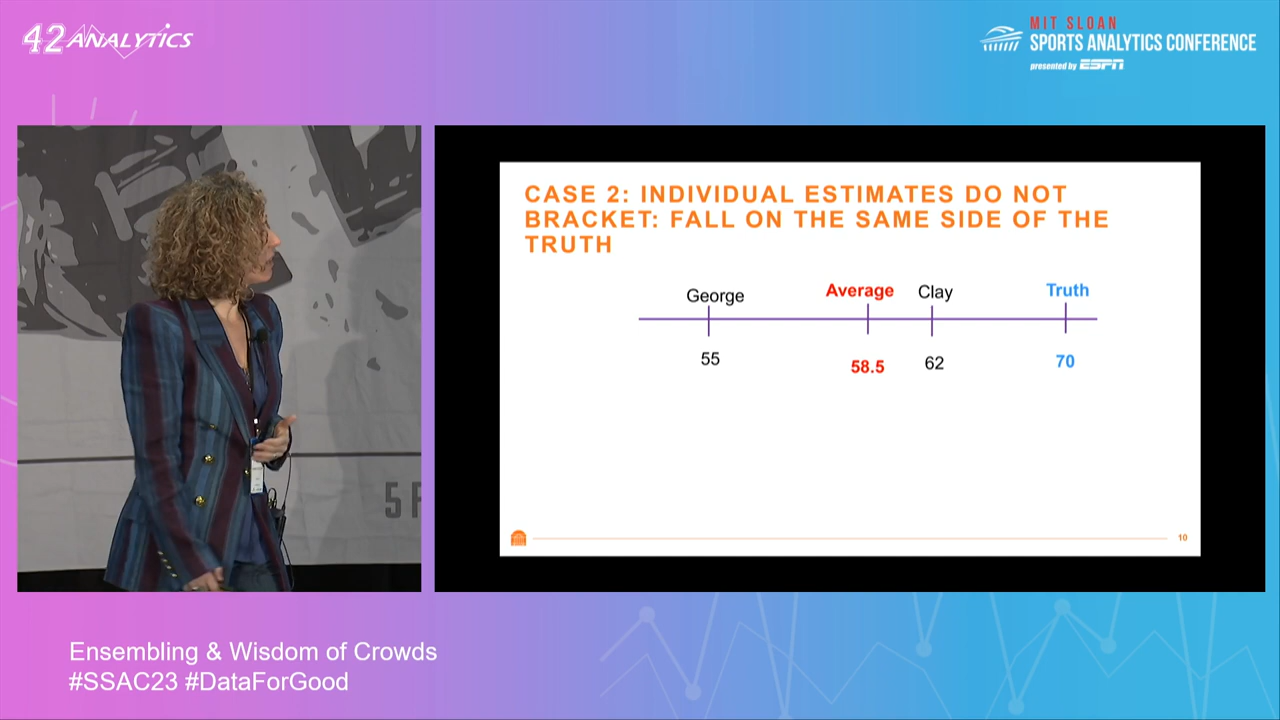 42 ANALYTICS
MIT SLOAN
SPORTS ANALYTICS CONFERENCE
presented by ESPN
CASE 2: INDIVIDUAL ESTIMATES DO NOT
BRACKET: FALL ON THE SAME SIDE OF THE
TRUTH
George Average Clay Truth
55 58.5 62 70
10
Ensembling & Wisdom of Crowds
#SSAC23 #DataForGood